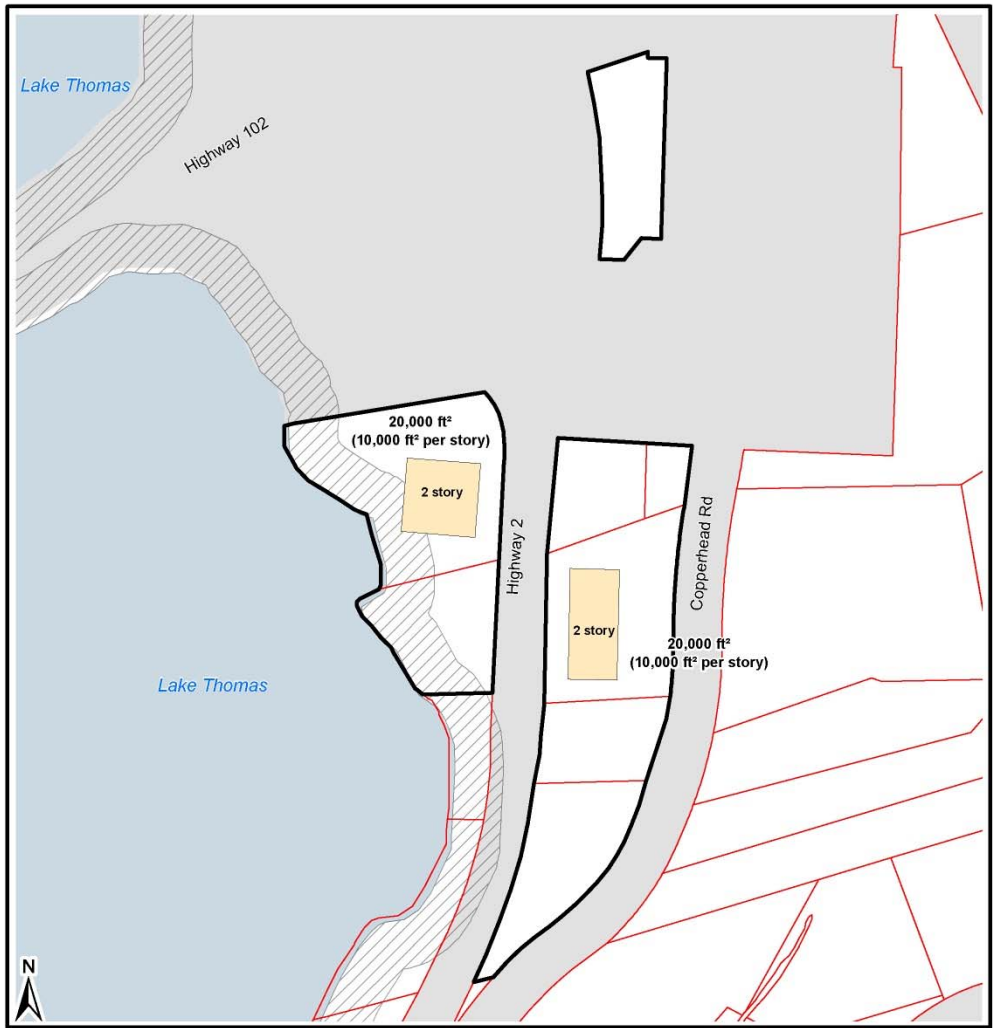 Lake Thomas
Highway 102
20,000 ft²
(10,000 ft² per story)
2 story
Highway 2
Copperhead Rd
2 story
20,000 ft²
(10,000 ft² per story)
Lake Thomas
N